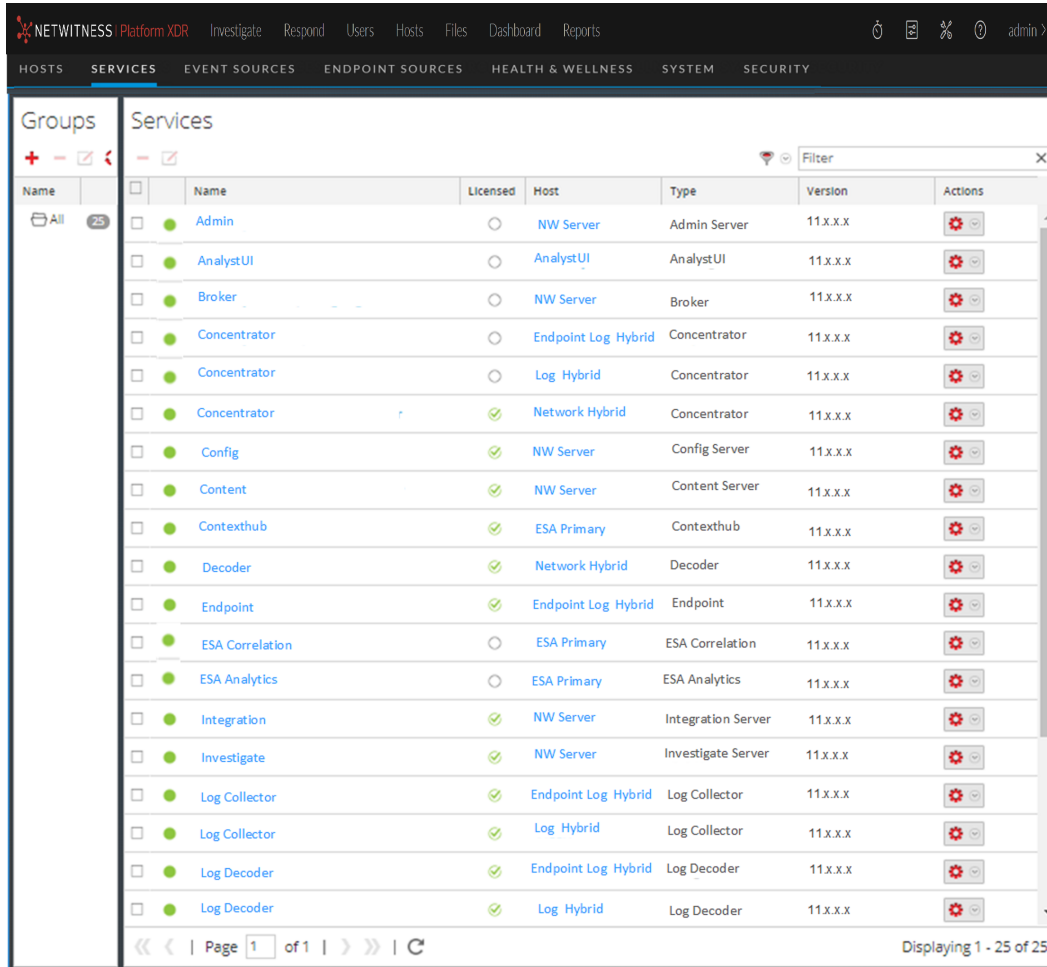 NETWITNESS | Platform XDR Investigate Respond Users Hosts Files Dashboard Reports admin
HOSTS SERVICES EVENT SOURCES ENDPOINT SOURCES HEALTH & WELLNESS SYSTEM SECURITY
Groups Services
Filter
Name Name Licensed Host Type Version Actions
All 25 Admin NW Server Admin Server 11.x.x.x
AnalystUI AnalystUI AnalystUI 11.x.x.x
Broker NW Server Broker 11.x.x.x
Concentrator Endpoint Log Hybrid Concentrator 11.x.x.x
Concentrator Log Hybrid Concentrator 11.x.x.x
Concentrator Network Hybrid Concentrator 11.x.x.x
Config NW Server Config Server 11.x.x.x
Content NW Server Content Server 11.x.x.x
Contexthub ESA Primary Contexthub 11.x.x.x
Decoder Network Hybrid Decoder 11.x.x.x
Endpoint Endpoint Log Hybrid Endpoint 11.x.x.x
ESA Correlation ESA Primary ESA Correlation 11.x.x.x
ESA Analytics ESA Primary ESA Analytics 11.x.x.x
Integration NW Server Integration Server 11.x.x.x
Investigate NW Server Investigate Server 11.x.x.x
Log Collector Endpoint Log Hybrid Log Collector 11.x.x.x
Log Collector Log Hybrid Log Collector 11.x.x.x
Log Decoder Endpoint Log Hybrid Log Decoder 11.x.x.x
Log Decoder Log Hybrid Log Decoder 11.x.x.x
| Page 1 of 1 | | Displaying 1 - 25 of 25